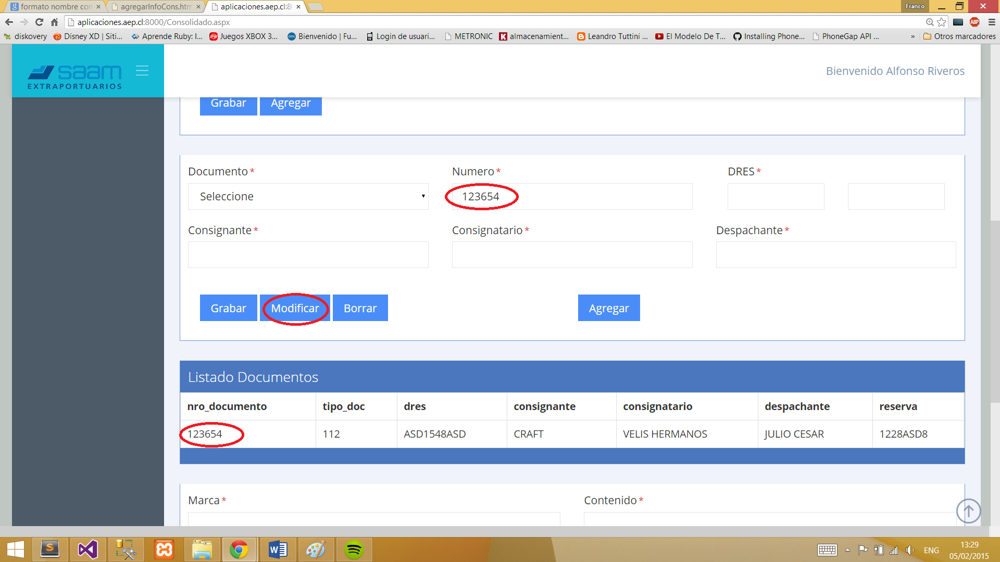 formato nombre con
agregarInfoCons.htm
aplicaciones.aep.cl:8
Franco
aplicaciones.aep.cl:8000/Consolidado.aspx
ABP
diskovery
Disney XD | Siti...
Aprende Ruby: I...
Juegos XBOX 3...
Bienvenido | Fu...
Login de usuari...
METRONIC
almacenamient...
Leandro Tuttini ...
El Modelo De T...
Installing Phone...
PhoneGap API ...
»
Otros marcadores
saam
EXTRAPORTUARIOS
Bienvenido Alfonso Riveros
Grabar Agregar
Documento * Numero * DRES *
Seleccione 123654
Consignante * Consignatario * Despachante *
Grabar Modificar Borrar Agregar
Listado Documentos
nro_documento tipo_doc dres consignante consignatario despachante reserva
123654 112 ASD1548ASD CRAFT VELIS HERMANOS JULIO CESAR 1228ASD8
Marca * Contenido *
ENG
13:29
05/02/2015